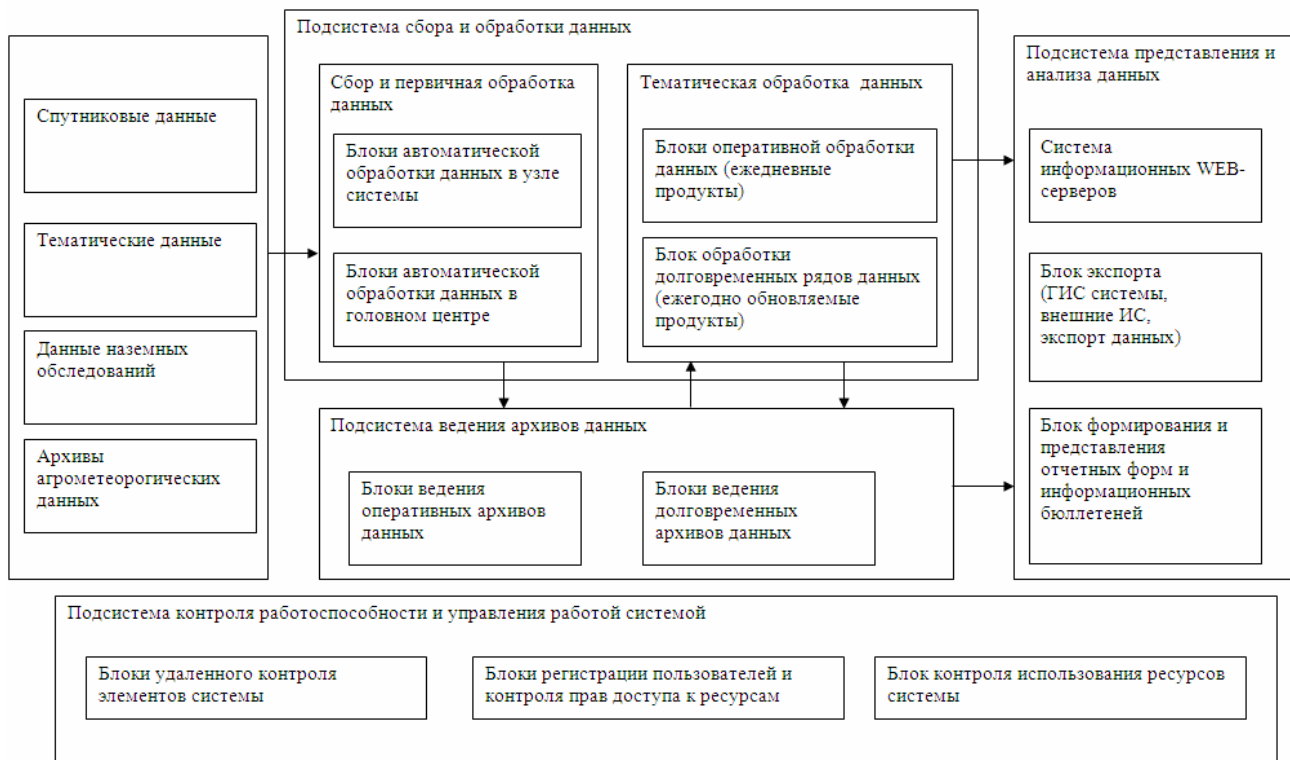 Спутниковые данные
Тематические данные
Данные наземных
обследований
Архивы
агрометеорогических
данных
Подсистема сбора и обработки данных
Сбор и первичная обработка
данных
Блоки автоматической
обработки данных в узле
системы
Блоки автоматической
обработки данных в
головном центре
Тематическая обработка данных
Блоки оперативной обработки
данных (ежедневные
продукты)
Блок обработки
долговременных рядов данных
(ежегодно обновляемые
продукты)
Подсистема ведения архивов данных
Блоки ведения
оперативных архивов
данных
Блоки ведения
долговременных
архивов данных
Подсистема представления и
анализа данных
Система
информационных WEB-
серверов
Блок экспорта
(ГИС системы,
внешние ИС,
экспорт данных)
Блок формирования и
представления
отчетных форм и
информационных
бюллетеней
Подсистема контроля работоспособности и управления работой системой
Блоки удаленного контроля
элементов системы
Блоки регистрации пользователей и
контроля прав доступа к ресурсам
Блок контроля использования ресурсов
системы